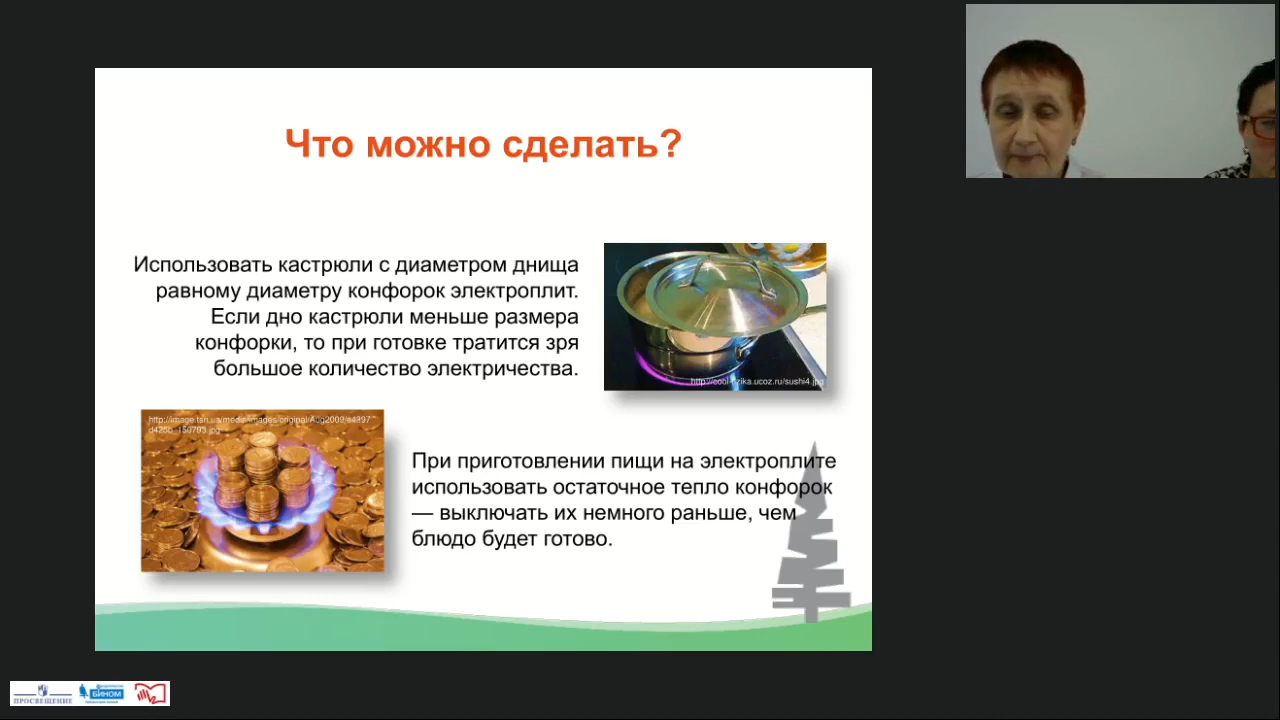 Что можно сделать?
Использовать кастрюли с диаметром днища
равному диаметру конфорок электроплит.
Если дно кастрюли меньше размера
конфорки, то при готовке тратится зря
большое количество электричества.
При приготовлении пищи на электроплите
использовать остаточное тепло конфорок
— выключать их немного раньше, чем
блюдо будет готово.
ПРОСВЕЩЕНИЕ
БИНОМ